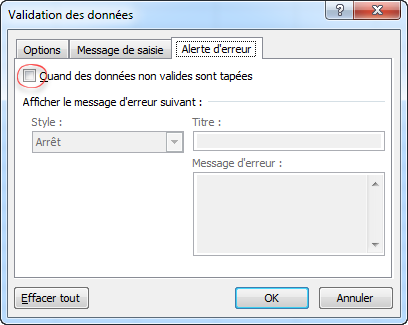 Validation des données
Options Message de saisie Alerte d'erreur
Quand des données non valides sont tapées
Afficher le message d'erreur suivant :
Style : Titre :
Arrêt
Message d'erreur :
Effacer tout OK Annuler